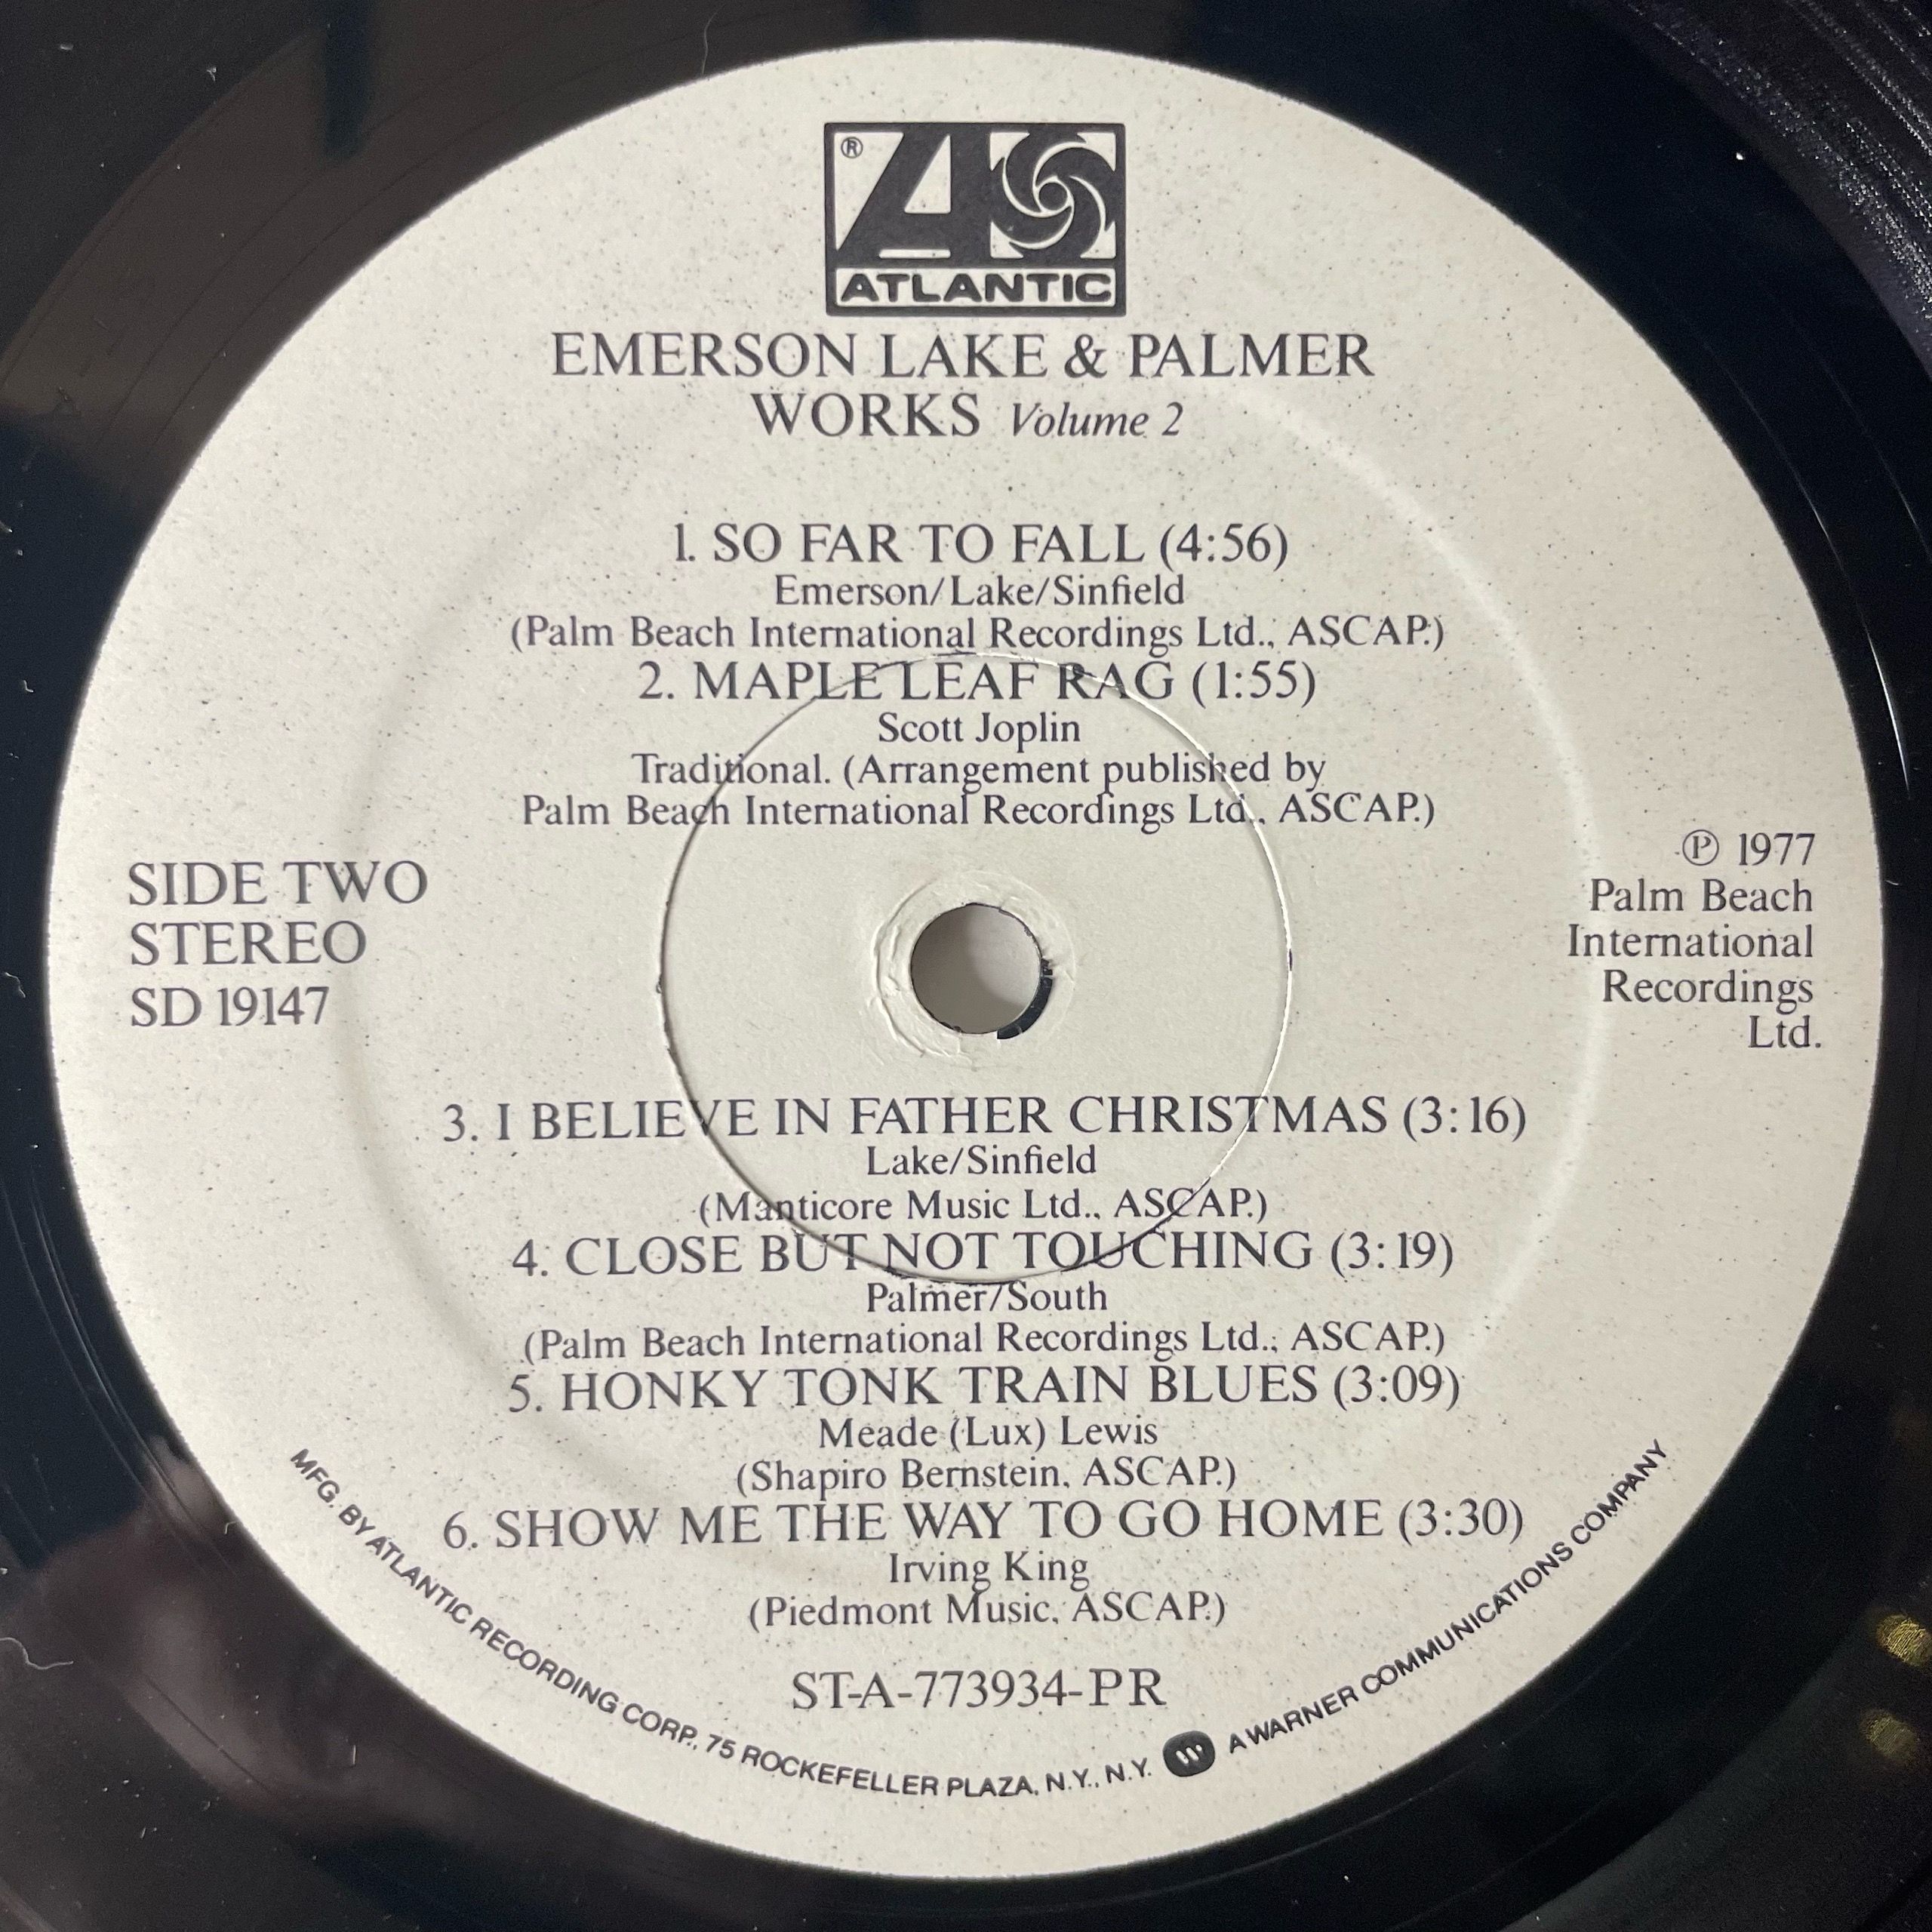 ®
ATLANTIC
EMERSON LAKE & PALMER
WORKS Volume 2
1. SO FAR TO FALL (4:56)
Emerson/Lake/Sinfield
(Palm Beach International Recordings Ltd., ASCAP.)
2. MAPLE LEAF RAG (1:55)
Scott Joplin
Traditional. (Arrangement published by
Palm Beach International Recordings Ltd., ASCAP.)
SIDE TWO
STEREO
SD 19147
℗ 1977
Palm Beach
International
Recordings
Ltd.
3. I BELIEVE IN FATHER CHRISTMAS (3:16)
Lake/Sinfield
(Manticore Music Ltd., ASCAP.)
4. CLOSE BUT NOT TOUCHING (3:19)
Palmer/South
(Palm Beach International Recordings Ltd., ASCAP.)
5. HONKY TONK TRAIN BLUES (3:09)
Meade (Lux) Lewis
(Shapiro Bernstein, ASCAP.)
6. SHOW ME THE WAY TO GO HOME (3:30)
Irving King
(Piedmont Music, ASCAP.)
ST-A-773934-PR
MFG. BY ATLANTIC RECORDING CORP., 75 ROCKEFELLER PLAZA, N.Y., N.Y. A WARNER COMMUNICATIONS COMPANY